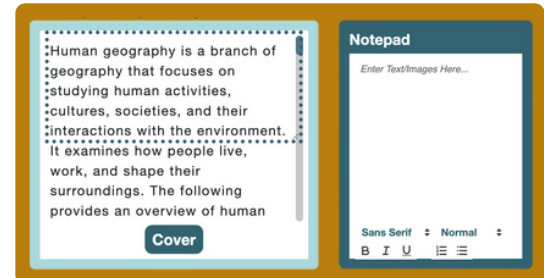 Human geography is a branch of
geography that focuses on
studying human activities,
cultures, societies, and their
interactions with the environment.
It examines how people live,
work, and shape their
surroundings. The following
provides an overview of human
Cover
Notepad
Enter Text/Images Here...
Sans Serif Normal
B I U